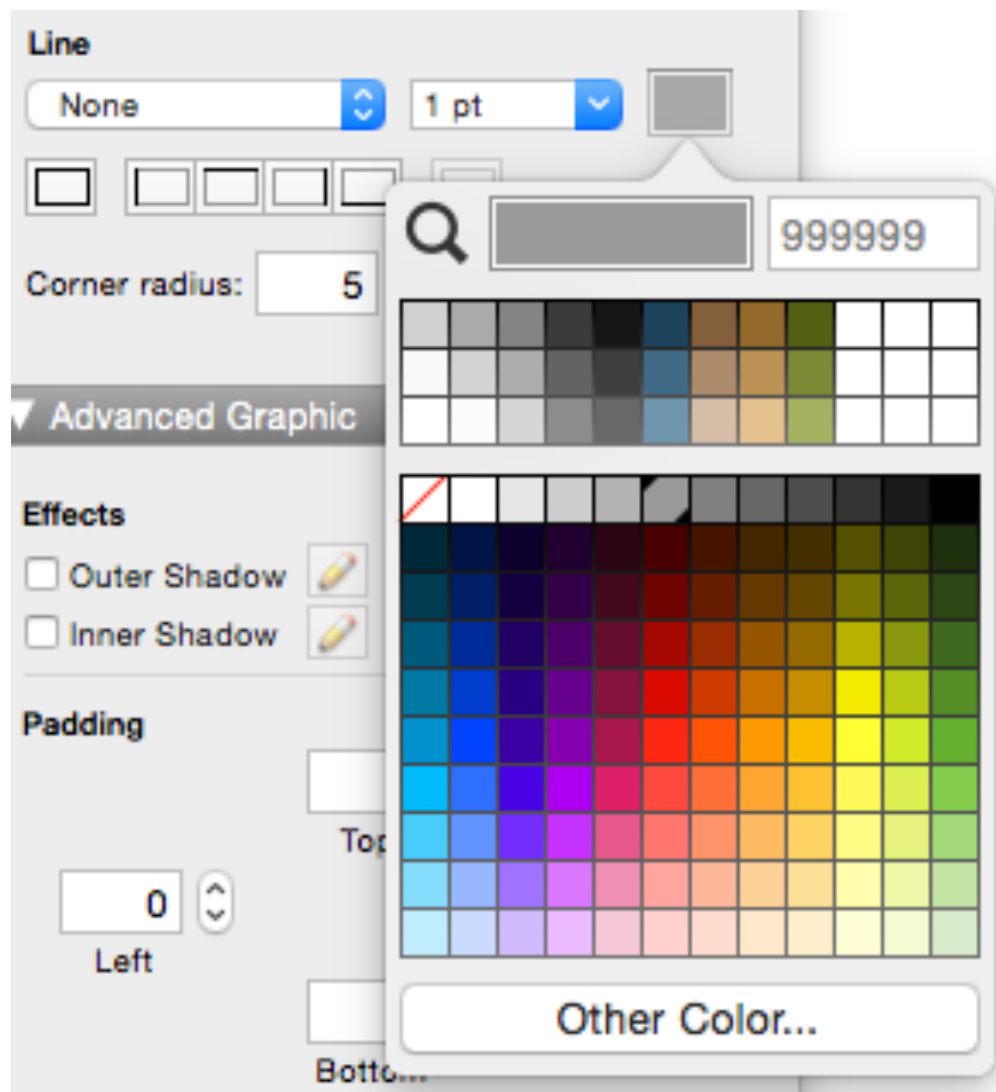 Line
None
1 pt
999999
Corner radius: 5
Advanced Graphic
Effects
Outer Shadow
Inner Shadow
Padding
Top
0
Left
Other Color...
Botto...